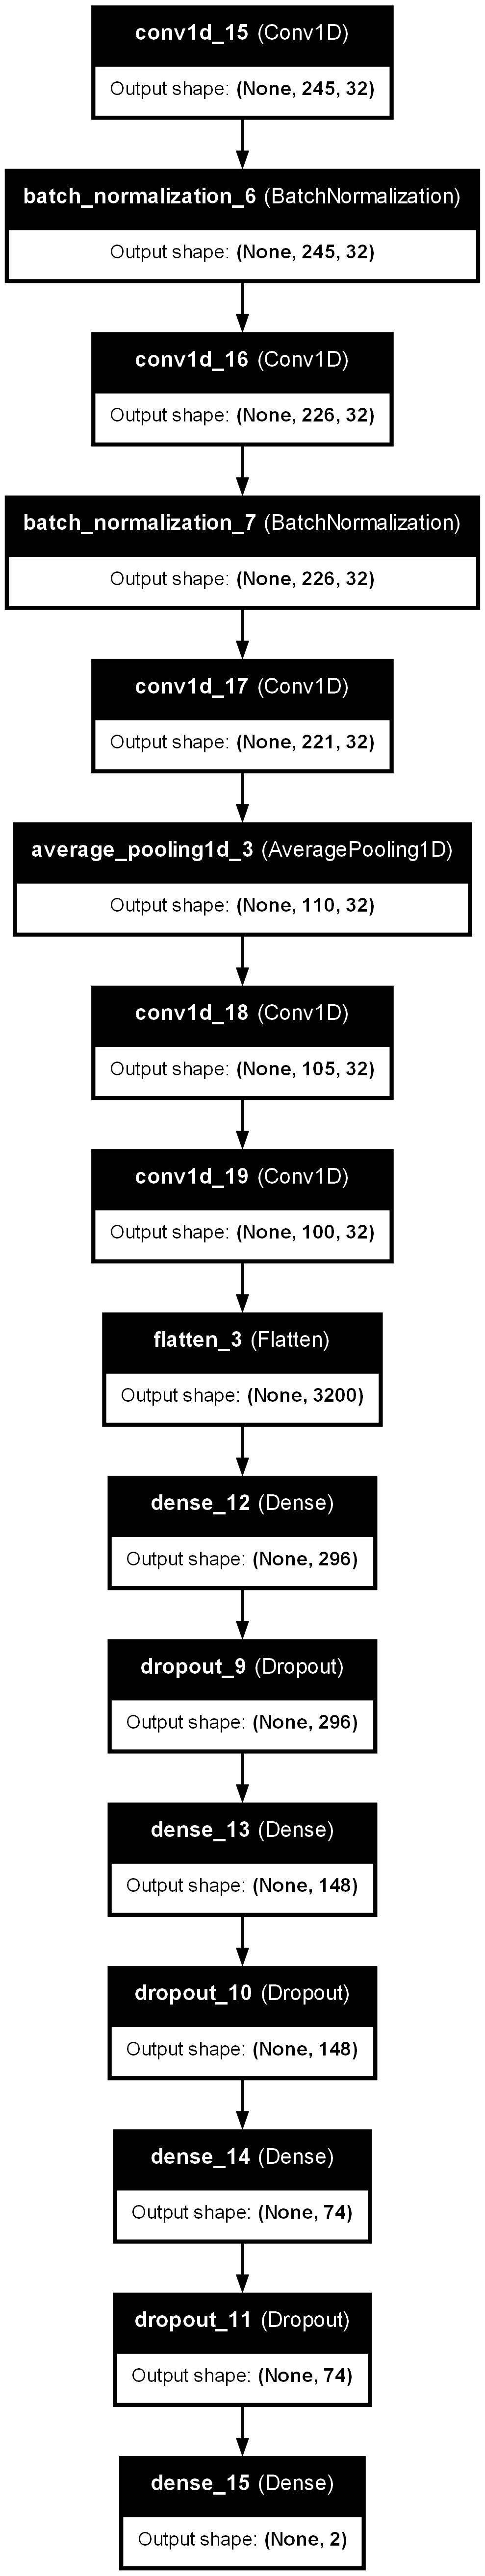 conv1d_15 (Conv1D)
Output shape: (None, 245, 32)
batch_normalization_6 (BatchNormalization)
Output shape: (None, 245, 32)
conv1d_16 (Conv1D)
Output shape: (None, 226, 32)
batch_normalization_7 (BatchNormalization)
Output shape: (None, 226, 32)
conv1d_17 (Conv1D)
Output shape: (None, 221, 32)
average_pooling1d_3 (AveragePooling1D)
Output shape: (None, 110, 32)
conv1d_18 (Conv1D)
Output shape: (None, 105, 32)
conv1d_19 (Conv1D)
Output shape: (None, 100, 32)
flatten_3 (Flatten)
Output shape: (None, 3200)
dense_12 (Dense)
Output shape: (None, 296)
dropout_9 (Dropout)
Output shape: (None, 296)
dense_13 (Dense)
Output shape: (None, 148)
dropout_10 (Dropout)
Output shape: (None, 148)
dense_14 (Dense)
Output shape: (None, 74)
dropout_11 (Dropout)
Output shape: (None, 74)
dense_15 (Dense)
Output shape: (None, 2)